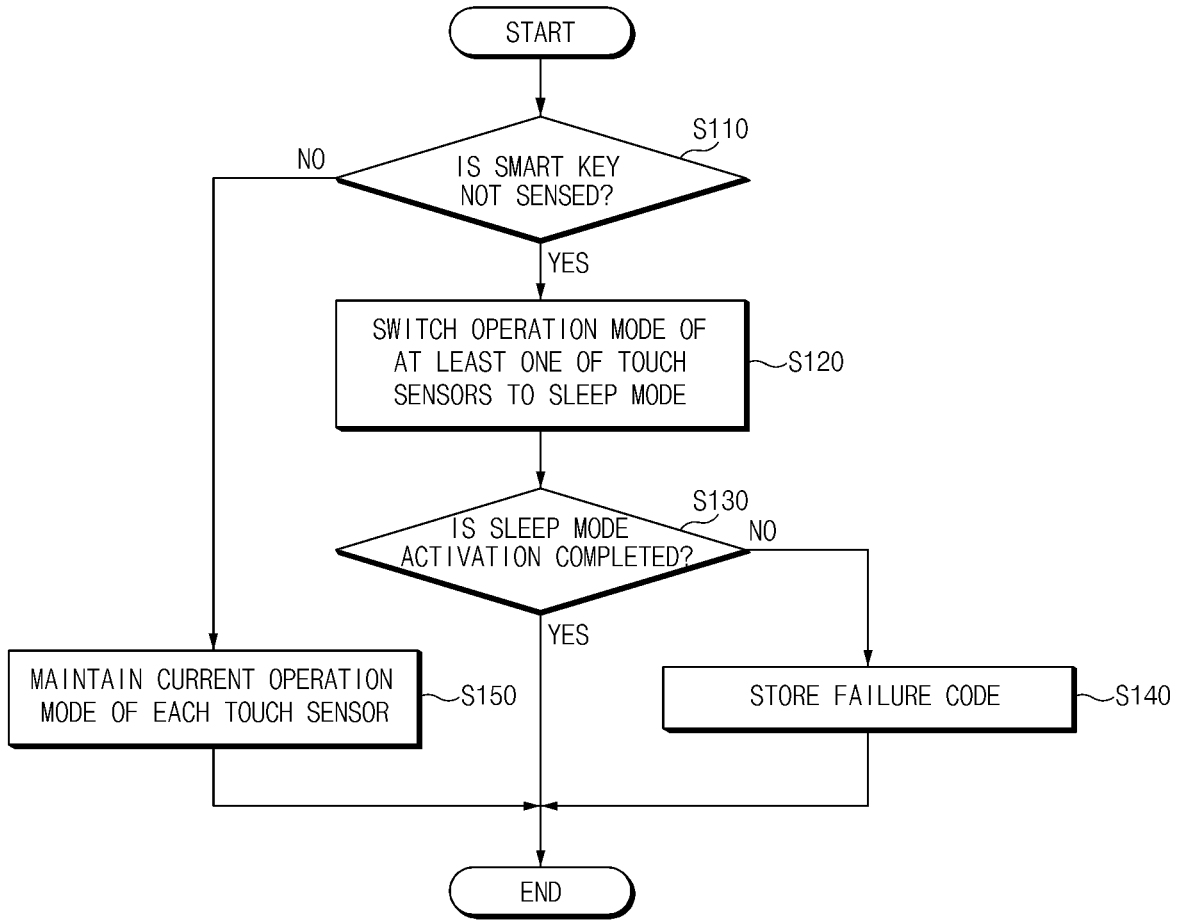 START
S110
NO
IS SMART KEY
NOT SENSED?
YES
SWITCH OPERATION MODE OF
AT LEAST ONE OF TOUCH
SENSORS TO SLEEP MODE
S120
S130
IS SLEEP MODE
ACTIVATION COMPLETED?
NO
YES
MAINTAIN CURRENT OPERATION
MODE OF EACH TOUCH SENSOR
S150
STORE FAILURE CODE
S140
END